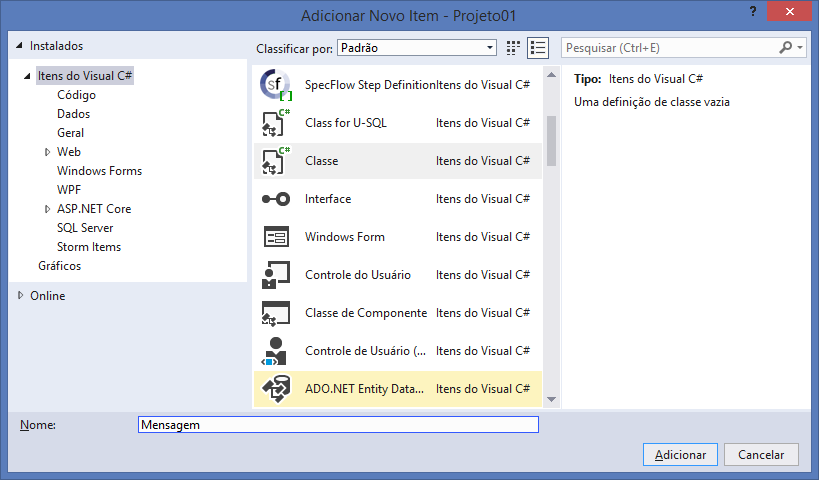 Adicionar Novo Item - Projeto01
?
Instalados
Itens do Visual C#
Código
Dados
Geral
Web
Windows Forms
WPF
ASP.NET Core
SQL Server
Storm Items
Gráficos
Online
Classificar por: Padrão
Pesquisar (Ctrl+E)
sf [] SpecFlow Step Definition Itens do Visual C#
C# Class for U-SQL Itens do Visual C#
C# Classe Itens do Visual C#
Interface Itens do Visual C#
Windows Form Itens do Visual C#
Controle do Usuário Itens do Visual C#
Classe de Componente Itens do Visual C#
Controle de Usuário (... Itens do Visual C#
ADO.NET Entity Data... Itens do Visual C#
Tipo: Itens do Visual C#
Uma definição de classe vazia
Nome: Mensagem
Adicionar Cancelar